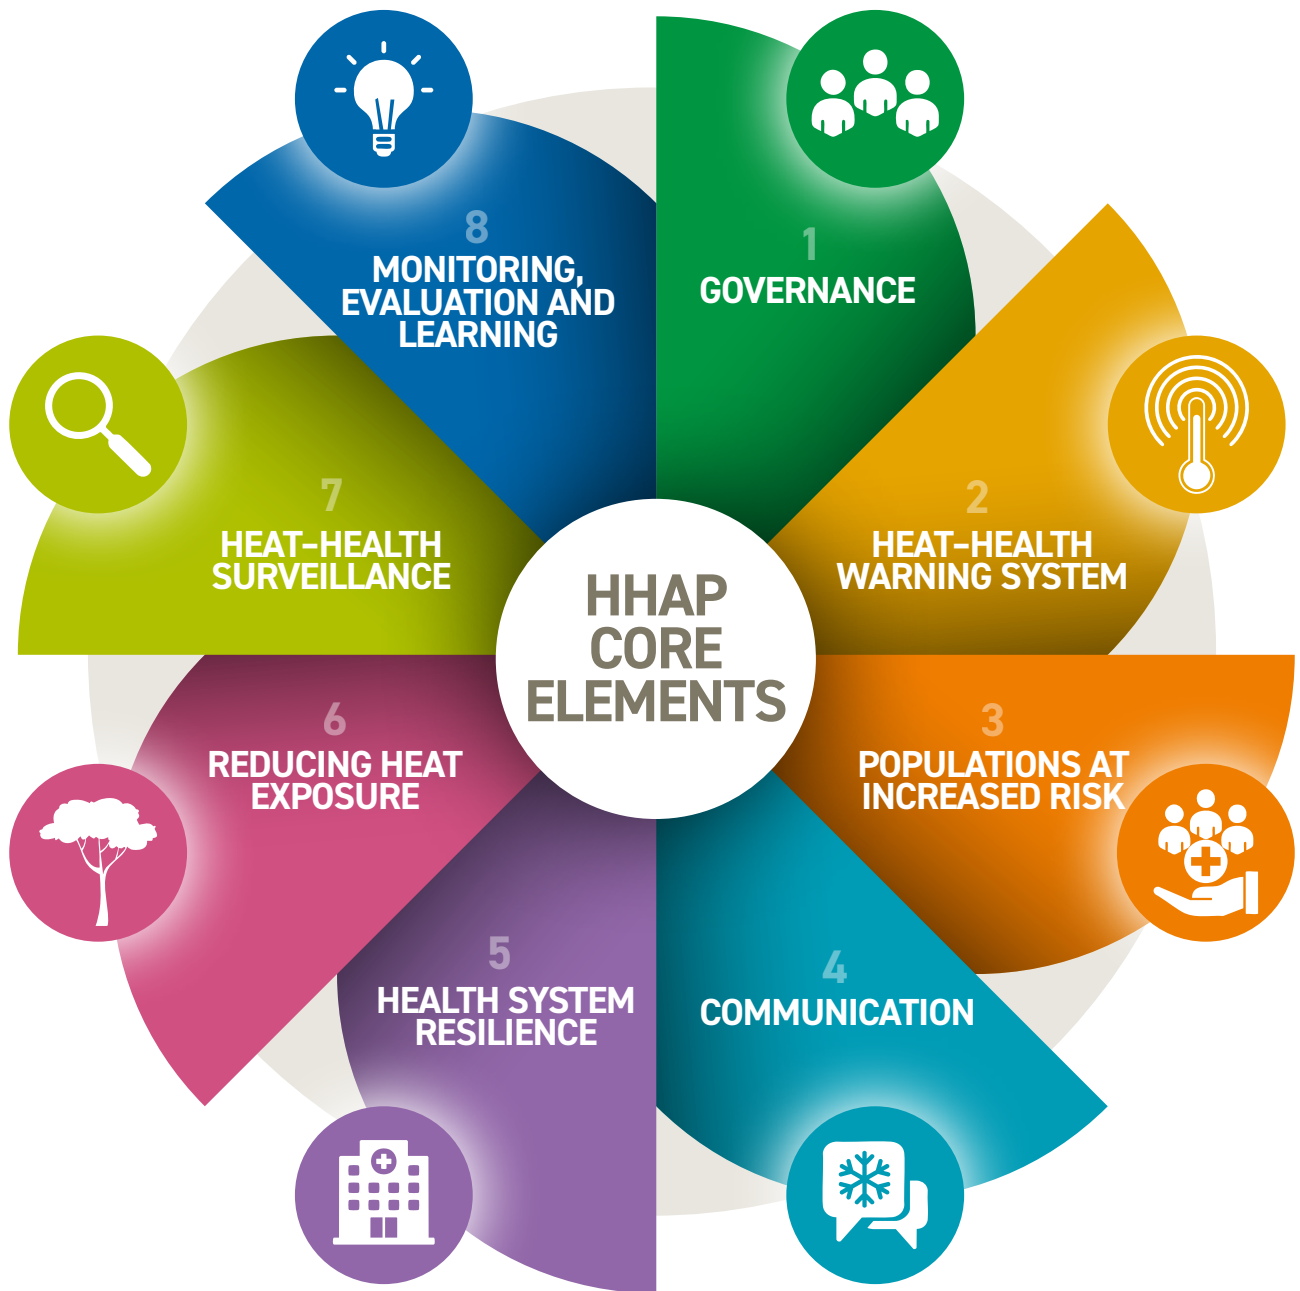 HHAP
CORE
ELEMENTS
1
GOVERNANCE
2
HEAT–HEALTH
WARNING SYSTEM
3
POPULATIONS AT
INCREASED RISK
4
COMMUNICATION
5
HEALTH SYSTEM
RESILIENCE
6
REDUCING HEAT
EXPOSURE
7
HEAT–HEALTH
SURVEILLANCE
8
MONITORING,
EVALUATION AND
LEARNING